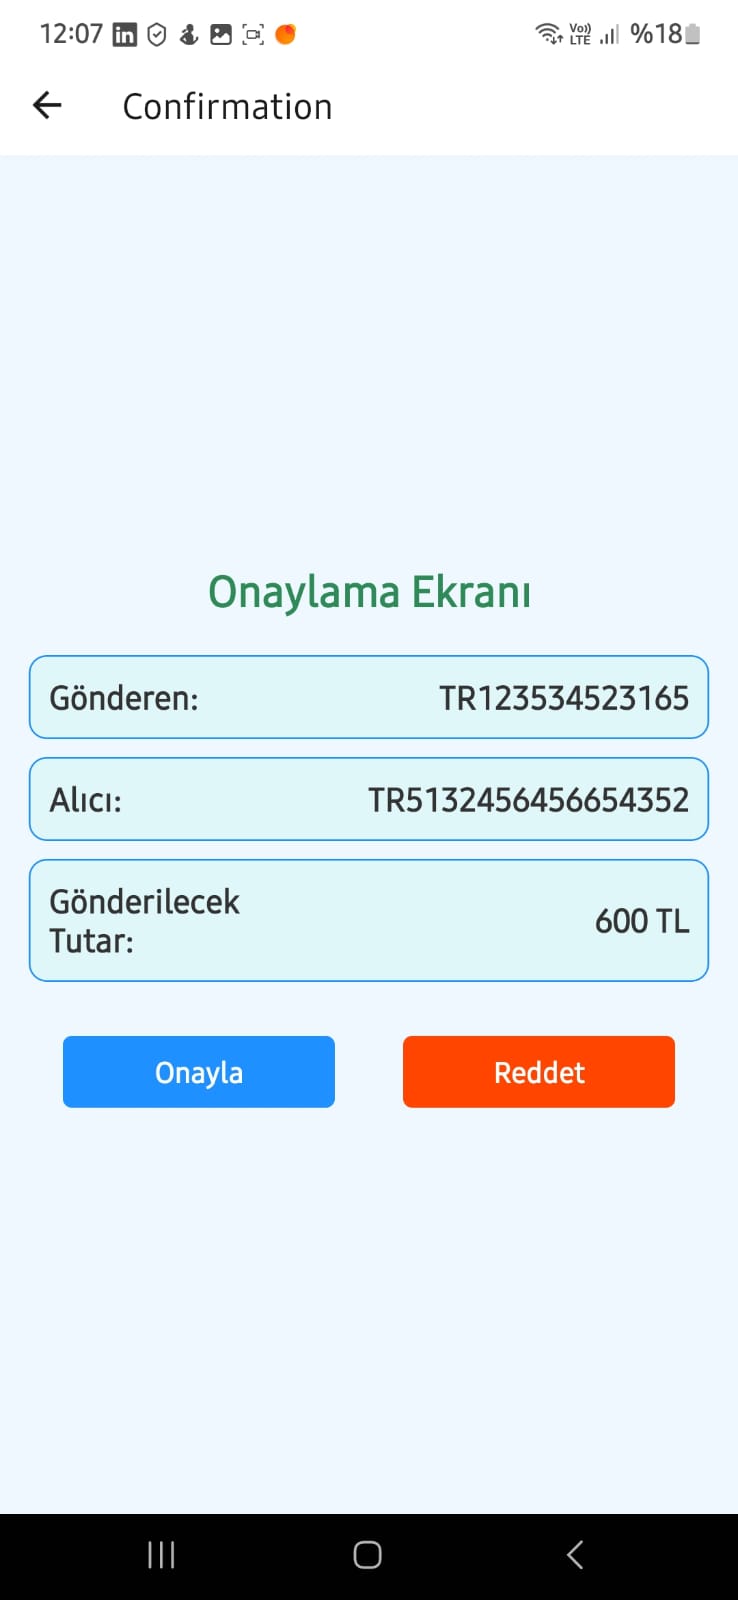 12:07 in Vo)) LTE %18
Confirmation
Onaylama Ekranı
Gönderen: TR123534523165
Alıcı: TR5132456456654352
Gönderilecek
Tutar: 600 TL
Onayla Reddet